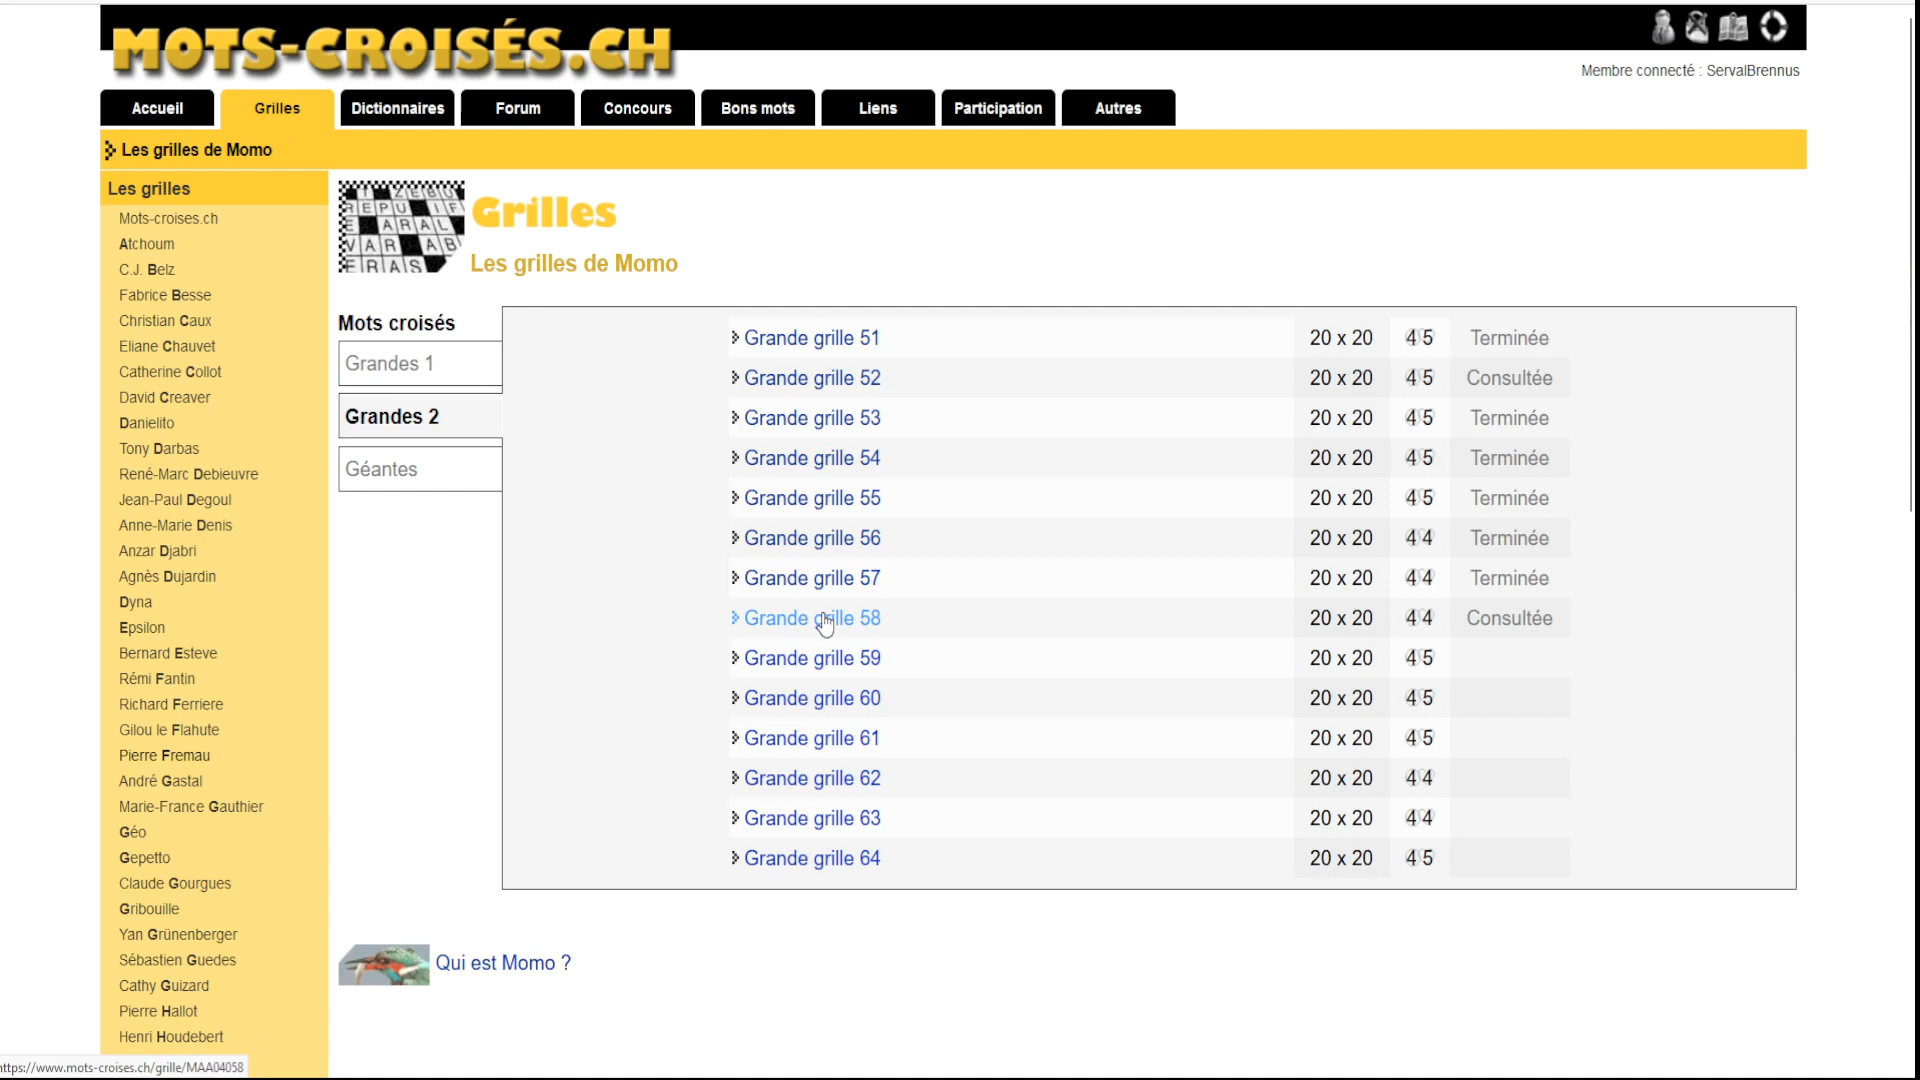 MOTS-CROISÉS.CH
Membre connecté : ServalBrennus
Accueil
Grilles
Dictionnaires
Forum
Concours
Bons mots
Liens
Participation
Autres
Les grilles de Momo
Les grilles
Mots-croises.ch
Atchoum
C.J. Belz
Fabrice Besse
Christian Caux
Eliane Chauvet
Catherine Collot
David Creaver
Danielito
Tony Darbas
René-Marc Debieuvre
Jean-Paul Degoul
Anne-Marie Denis
Anzar Djabri
Agnès Dujardin
Dyna
Epsilon
Bernard Esteve
Rémi Fantin
Richard Ferriere
Gilou le Flahute
Pierre Fremau
André Gastal
Marie-France Gauthier
Géo
Gepetto
Claude Gourgues
Gribouille
Yan Grünenberger
Sébastien Guedes
Cathy Guizard
Pierre Hallot
Henri Houdebert
Grilles
Les grilles de Momo
Mots croisés
Grandes 1
Grandes 2
Géantes
Grande grille 51 20 x 20 4 5 Terminée
Grande grille 52 20 x 20 4 5 Consultée
Grande grille 53 20 x 20 4 5 Terminée
Grande grille 54 20 x 20 4 5 Terminée
Grande grille 55 20 x 20 4 5 Terminée
Grande grille 56 20 x 20 4 4 Terminée
Grande grille 57 20 x 20 4 4 Terminée
Grande grille 58 20 x 20 4 4 Consultée
Grande grille 59 20 x 20 4 5
Grande grille 60 20 x 20 4 5
Grande grille 61 20 x 20 4 5
Grande grille 62 20 x 20 4 4
Grande grille 63 20 x 20 4 4
Grande grille 64 20 x 20 4 5
Qui est Momo ?
https://www.mots-croises.ch/grille/MAA04058